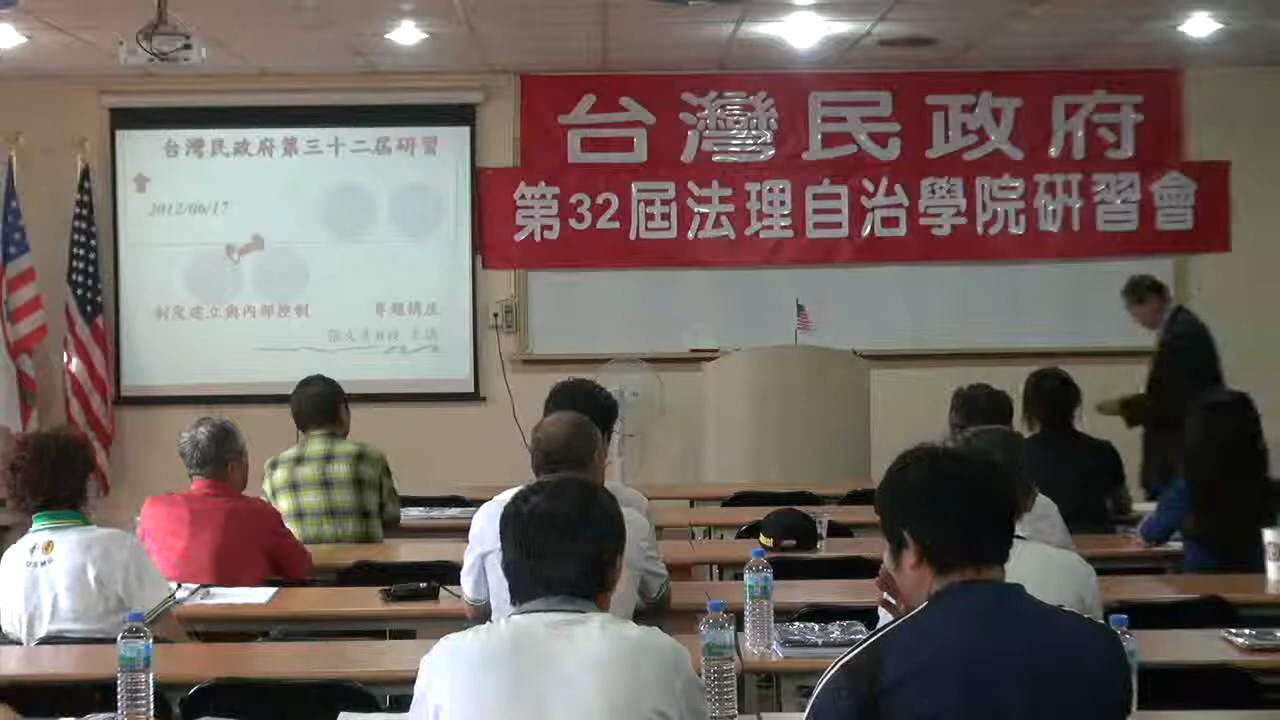 台灣民政府
第32屆法理自治學院研習會
台灣民政府第三十二屆研習
2012/06/17
制度建立與內部控制
專題講座